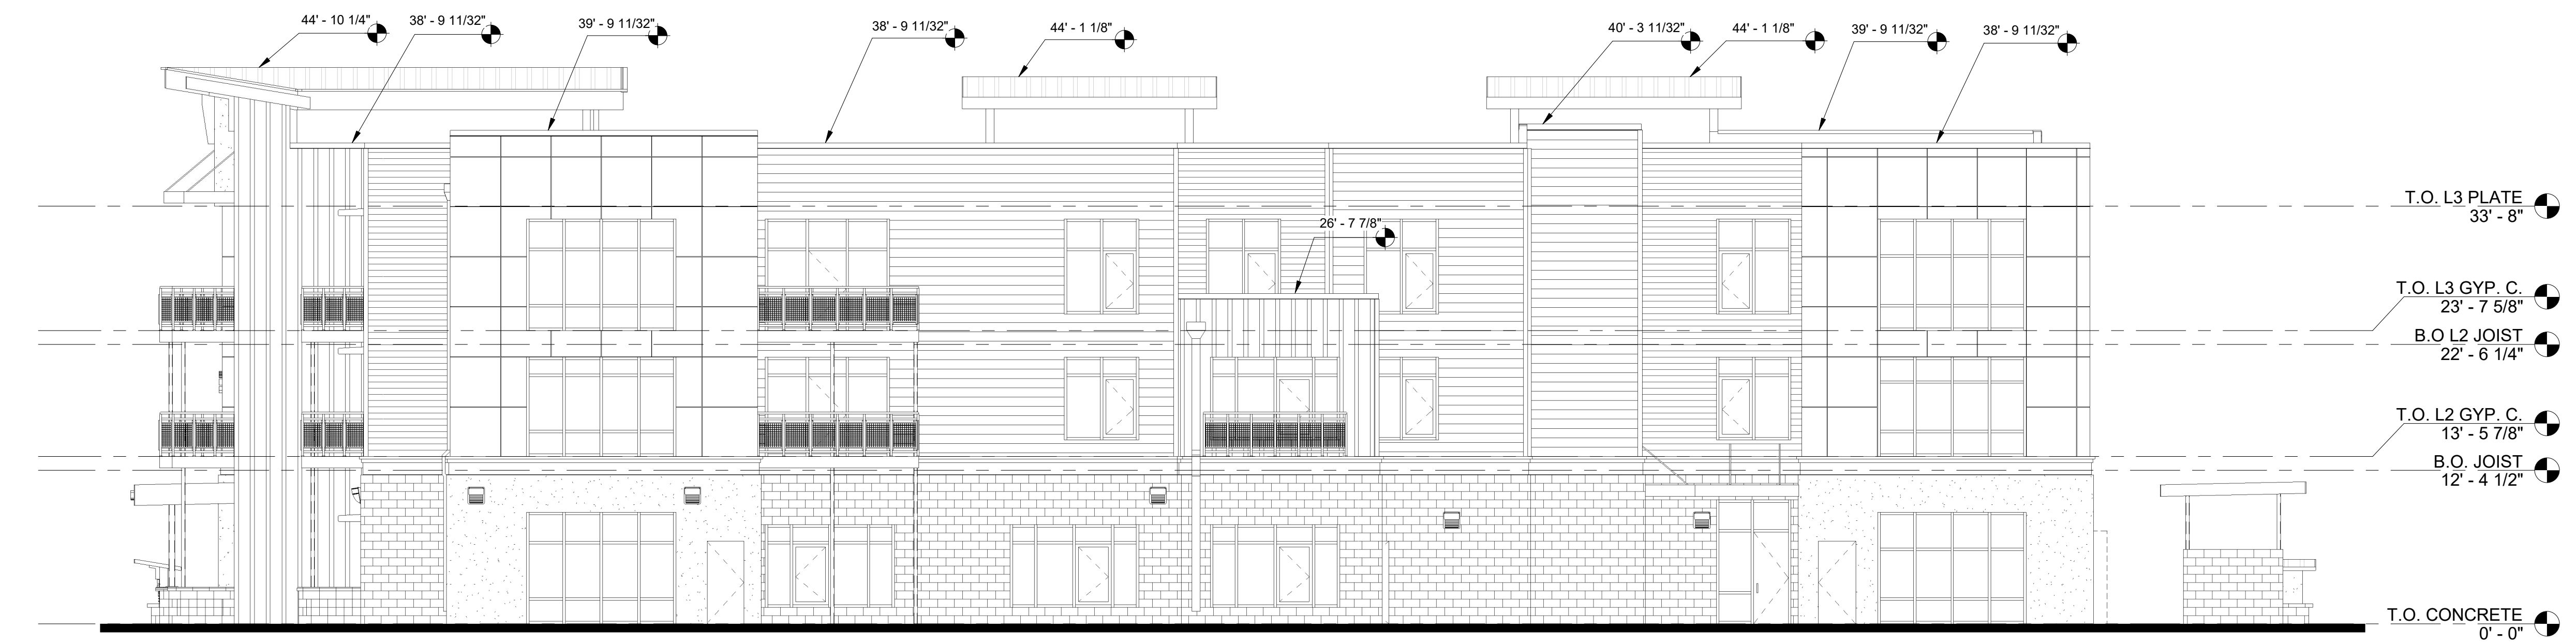 44' - 10 1/4"
38' - 9 11/32"
39' - 9 11/32"
38' - 9 11/32"
44' - 1 1/8"
40' - 3 11/32"
44' - 1 1/8"
39' - 9 11/32"
38' - 9 11/32"
T.O. L3 PLATE
33' - 8"
26' - 7 7/8"
T.O. L3 GYP. C.
23' - 7 5/8"
B.O L2 JOIST
22' - 6 1/4"
T.O. L2 GYP. C.
13' - 5 7/8"
B.O. JOIST
12' - 4 1/2"
T.O. CONCRETE
0' - 0"